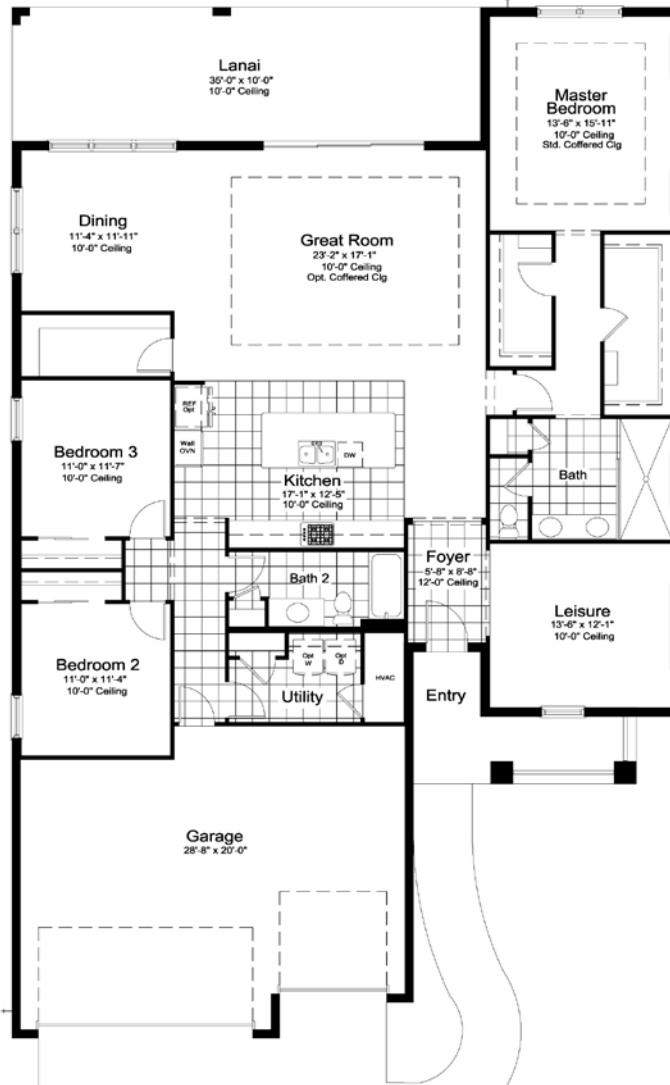 Lanai
35'-0" x 10'-0"
10'-0" Ceiling
Master
Bedroom
13'-6" x 15'-11"
10'-0" Ceiling
Std. Coffered Clg
Dining
11'-4" x 11'-11"
10'-0" Ceiling
Great Room
23'-2" x 17'-1"
10'-0" Ceiling
Opt. Coffered Clg
REF
Opt
Wall
OVN
DW
Bedroom 3
11'-0" x 11'-7"
10'-0" Ceiling
Kitchen
17'-1" x 12'-5"
10'-0" Ceiling
Bath
Foyer
5'-8" x 8'-8"
12'-0" Ceiling
Bath 2
Leisure
13'-6" x 12'-1"
10'-0" Ceiling
Bedroom 2
11'-0" x 11'-4"
10'-0" Ceiling
Opt
W
Opt
D
HVAC
Utility
Entry
Garage
28'-8" x 20'-0"